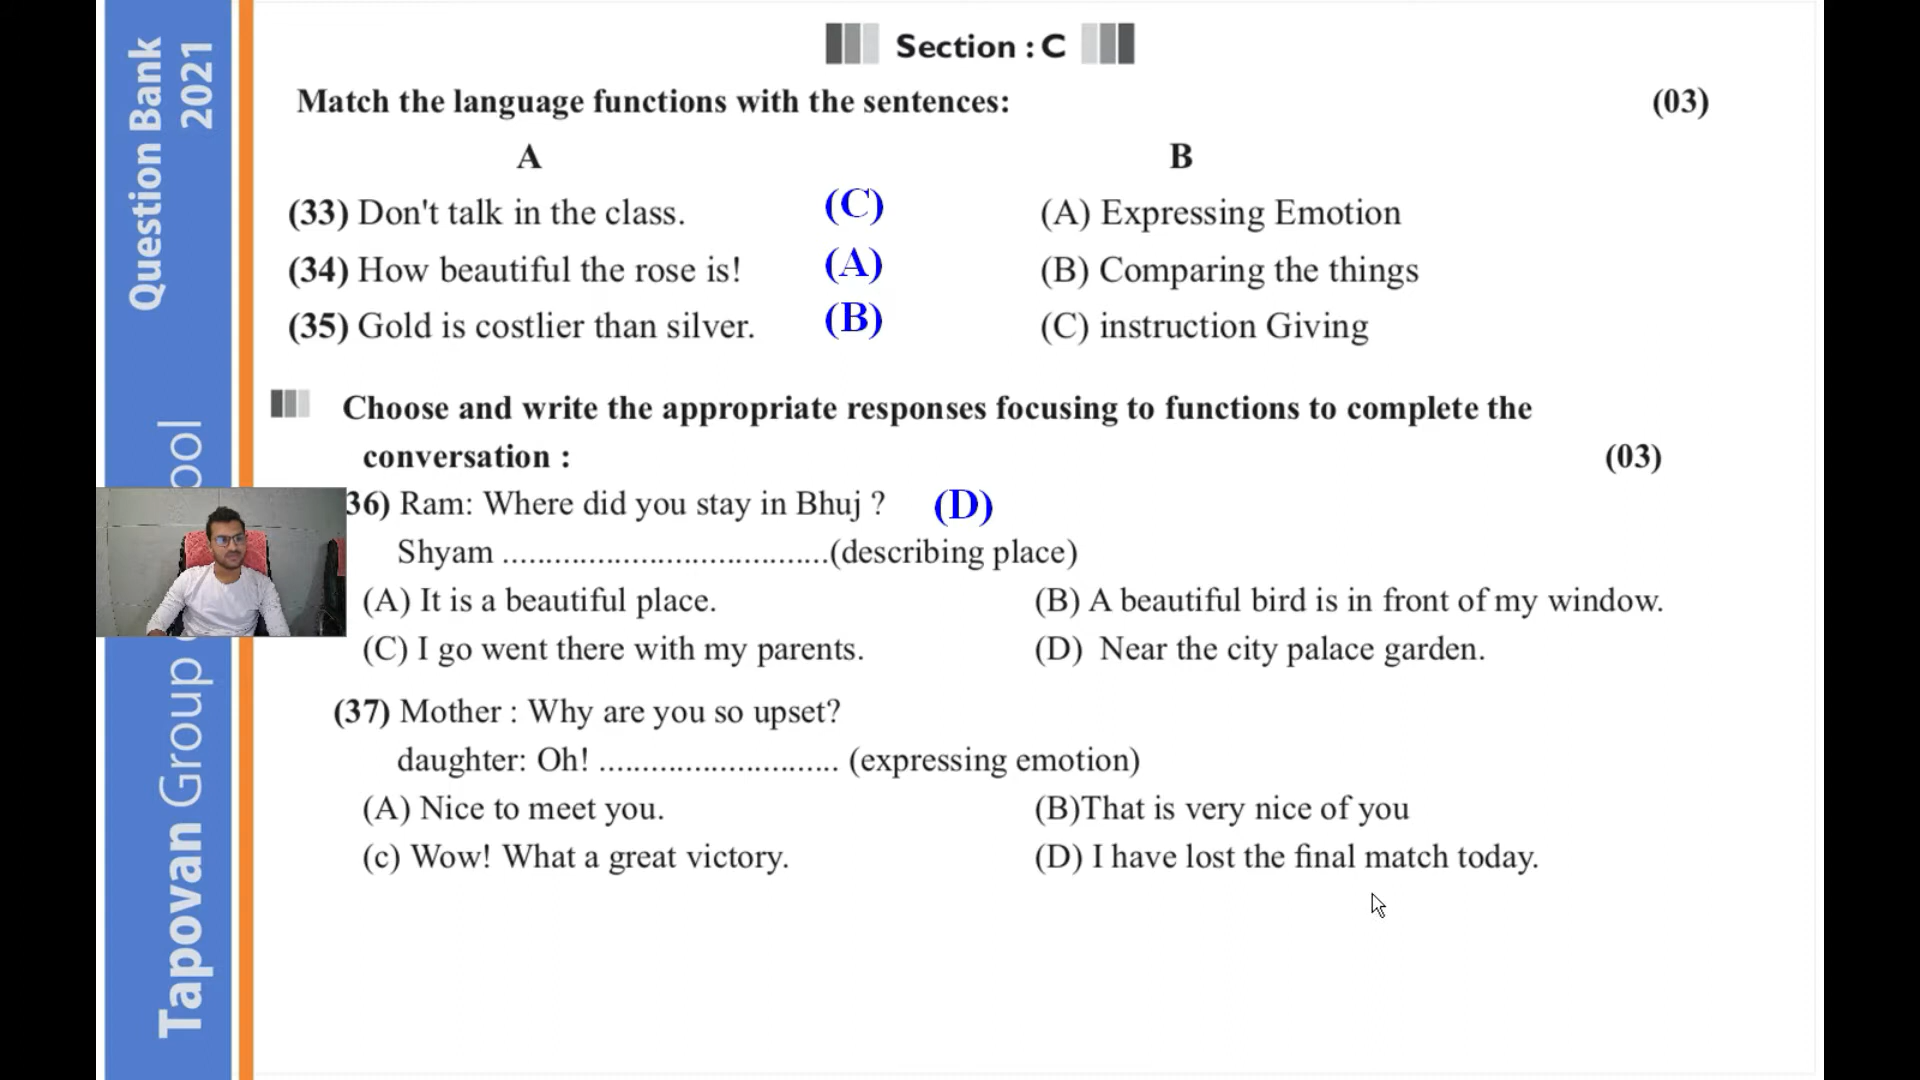 Question Bank
2021
Tapovan Group
ool
Section : C
Match the language functions with the sentences: (03)
A B
(33) Don't talk in the class. (C) (A) Expressing Emotion
(34) How beautiful the rose is! (A) (B) Comparing the things
(35) Gold is costlier than silver. (B) (C) instruction Giving
Choose and write the appropriate responses focusing to functions to complete the
conversation : (03)
36) Ram: Where did you stay in Bhuj ? (D)
Shyam ......................................(describing place)
(A) It is a beautiful place. (B) A beautiful bird is in front of my window.
(C) I go went there with my parents. (D) Near the city palace garden.
(37) Mother : Why are you so upset?
daughter: Oh! ............................ (expressing emotion)
(A) Nice to meet you. (B)That is very nice of you
(c) Wow! What a great victory. (D) I have lost the final match today.